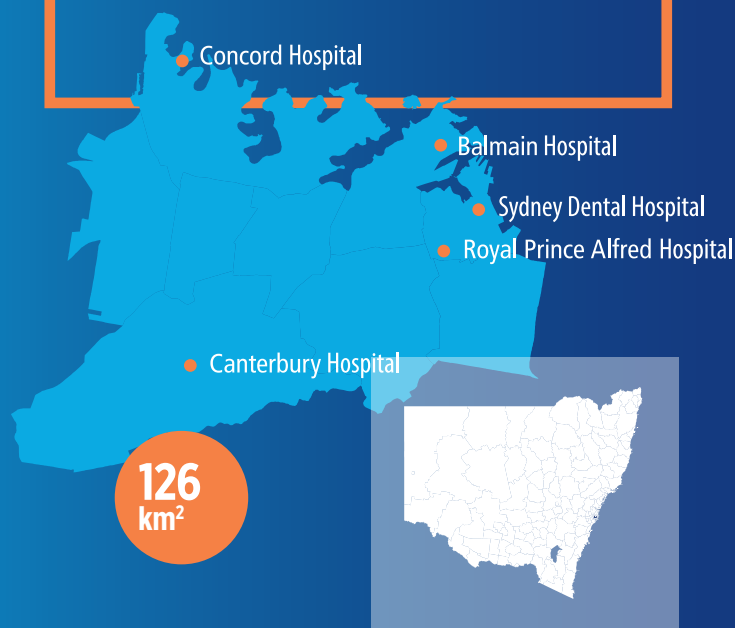 Concord Hospital
Balmain Hospital
Sydney Dental Hospital
Royal Prince Alfred Hospital
Canterbury Hospital
126
km²